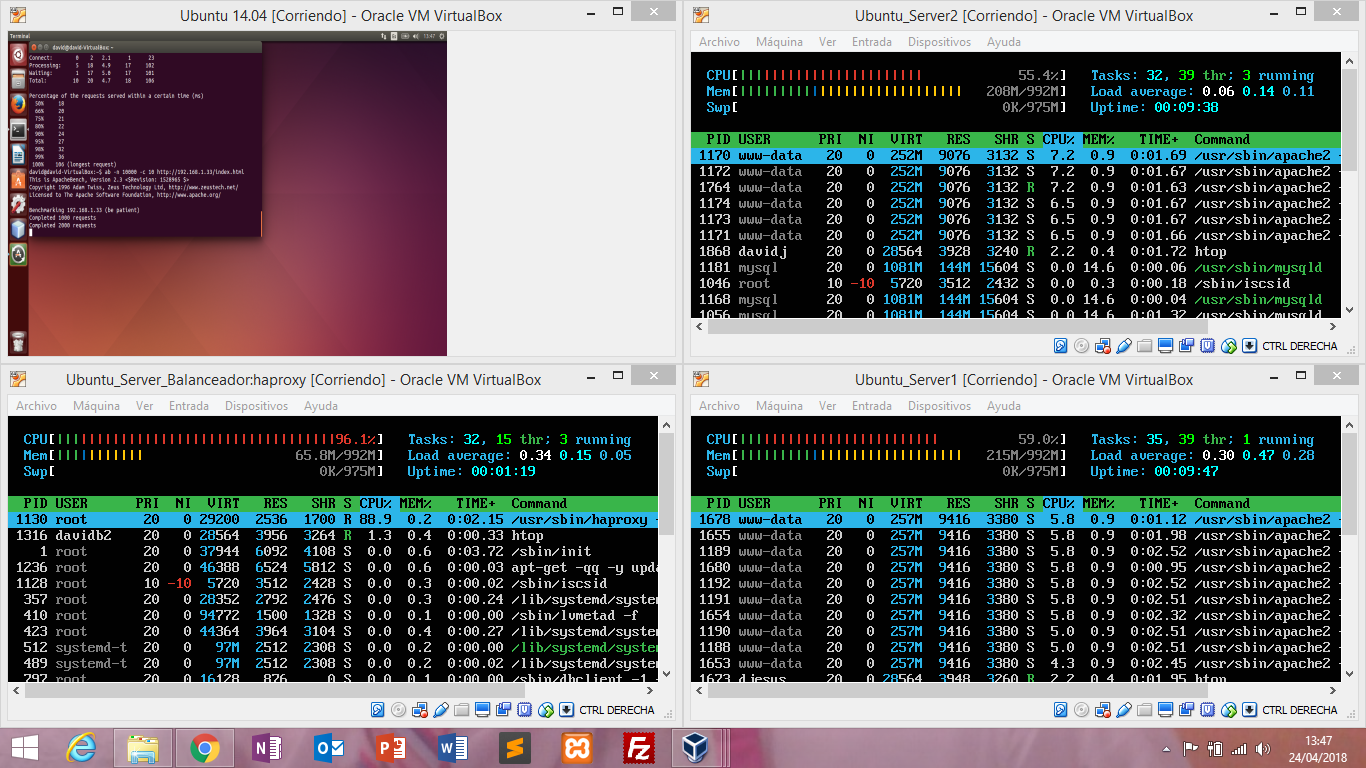 Ubuntu 14.04 [Corriendo] - Oracle VM VirtualBox
Terminal
13:47
david@david-VirtualBox: ~
Connect: 0 2 2.1 1 23
Processing: 5 18 4.9 17 102
Waiting: 1 17 5.0 17 101
Total: 10 20 4.7 18 106
Percentage of the requests served within a certain time (ms)
50% 18
66% 20
75% 21
80% 22
90% 24
95% 27
98% 32
99% 36
100% 106 (longest request)
david@david-VirtualBox:~$ ab -n 10000 -c 10 http://192.168.1.33/index.html
This is ApacheBench, Version 2.3 <$Revision: 1528965 $>
Copyright 1996 Adam Twiss, Zeus Technology Ltd, http://www.zeustech.net/
Licensed to The Apache Software Foundation, http://www.apache.org/
Benchmarking 192.168.1.33 (be patient)
Completed 1000 requests
Completed 2000 requests
Ubuntu_Server2 [Corriendo] - Oracle VM VirtualBox
Archivo Máquina Ver Entrada Dispositivos Ayuda
CPU[||||||||||||||||||||||| 55.4%] Tasks: 32, 39 thr; 3 running
Mem[|||||||||||||||||||||||||||| 208M/992M] Load average: 0.06 0.14 0.11
Swp[ 0K/975M] Uptime: 00:09:38
PID USER PRI NI VIRT RES SHR S CPU% MEM% TIME+ Command
1170 www-data 20 0 252M 9076 3132 S 7.2 0.9 0:01.69 /usr/sbin/apache2 -
1172 www-data 20 0 252M 9076 3132 S 7.2 0.9 0:01.67 /usr/sbin/apache2 -
1764 www-data 20 0 252M 9076 3132 R 7.2 0.9 0:01.63 /usr/sbin/apache2 -
1174 www-data 20 0 252M 9076 3132 S 6.5 0.9 0:01.67 /usr/sbin/apache2 -
1173 www-data 20 0 252M 9076 3132 S 6.5 0.9 0:01.67 /usr/sbin/apache2 -
1171 www-data 20 0 252M 9076 3132 S 6.5 0.9 0:01.66 /usr/sbin/apache2 -
1868 davidj 20 0 28564 3928 3240 R 2.2 0.4 0:01.72 htop
1181 mysql 20 0 1081M 144M 15604 S 0.0 14.6 0:00.06 /usr/sbin/mysqld
1046 root 10 -10 5720 3512 2432 S 0.0 0.3 0:00.18 /sbin/iscsid
1168 mysql 20 0 1081M 144M 15604 S 0.0 14.6 0:00.04 /usr/sbin/mysqld
1056 mysql 20 0 1081M 144M 15604 S 0.0 14.6 0:01.32 /usr/sbin/mysqld
CTRL DERECHA
Ubuntu_Server_Balanceador:haproxy [Corriendo] - Oracle VM VirtualBox
Archivo Máquina Ver Entrada Dispositivos Ayuda
CPU[|||||||||||||||||||||||||||||||||||96.1%] Tasks: 32, 15 thr; 3 running
Mem[||||||||||| 65.8M/992M] Load average: 0.34 0.15 0.05
Swp[ 0K/975M] Uptime: 00:01:19
PID USER PRI NI VIRT RES SHR S CPU% MEM% TIME+ Command
1130 root 20 0 29200 2536 1700 R 88.9 0.2 0:02.15 /usr/sbin/haproxy -
1316 davidb2 20 0 28564 3956 3264 R 1.3 0.4 0:00.33 htop
1 root 20 0 37944 6092 4108 S 0.0 0.6 0:03.72 /sbin/init
1236 root 20 0 46388 6524 5812 S 0.0 0.6 0:00.03 apt-get -qq -y upda
1128 root 10 -10 5720 3512 2428 S 0.0 0.3 0:00.02 /sbin/iscsid
357 root 20 0 28352 2792 2476 S 0.0 0.3 0:00.24 /lib/systemd/system
410 root 20 0 94772 1500 1328 S 0.0 0.1 0:00.00 /sbin/lvmetad -f
423 root 20 0 44364 3964 3104 S 0.0 0.4 0:00.27 /lib/systemd/system
512 systemd-t 20 0 97M 2512 2308 S 0.0 0.2 0:00.00 /lib/systemd/system
489 systemd-t 20 0 97M 2512 2308 S 0.0 0.2 0:00.02 /lib/systemd/system
797 root 20 0 16128 876 0 S 0.0 0.1 0:00.00 /sbin/dhclient -1
CTRL DERECHA
Ubuntu_Server1 [Corriendo] - Oracle VM VirtualBox
Archivo Máquina Ver Entrada Dispositivos Ayuda
CPU[||||||||||||||||||||||||| 59.0%] Tasks: 35, 39 thr; 1 running
Mem[|||||||||||||||||||||||||||| 215M/992M] Load average: 0.30 0.47 0.28
Swp[ 0K/975M] Uptime: 00:09:47
PID USER PRI NI VIRT RES SHR S CPU% MEM% TIME+ Command
1678 www-data 20 0 257M 9416 3380 S 5.8 0.9 0:01.12 /usr/sbin/apache2 -
1655 www-data 20 0 257M 9416 3380 S 5.8 0.9 0:01.98 /usr/sbin/apache2 -
1189 www-data 20 0 257M 9416 3380 S 5.8 0.9 0:02.52 /usr/sbin/apache2 -
1680 www-data 20 0 257M 9416 3380 S 5.8 0.9 0:00.95 /usr/sbin/apache2 -
1192 www-data 20 0 257M 9416 3380 S 5.8 0.9 0:02.52 /usr/sbin/apache2 -
1191 www-data 20 0 257M 9416 3380 S 5.8 0.9 0:02.51 /usr/sbin/apache2 -
1654 www-data 20 0 257M 9416 3380 S 5.8 0.9 0:02.32 /usr/sbin/apache2 -
1190 www-data 20 0 257M 9416 3380 S 5.8 0.9 0:02.51 /usr/sbin/apache2 -
1188 www-data 20 0 257M 9416 3380 S 5.8 0.9 0:02.51 /usr/sbin/apache2 -
1653 www-data 20 0 257M 9416 3380 S 4.3 0.9 0:02.45 /usr/sbin/apache2 -
1673 djesus 20 0 28564 3948 3260 R 2.2 0.4 0:01.95 htop
CTRL DERECHA
13:47
24/04/2018